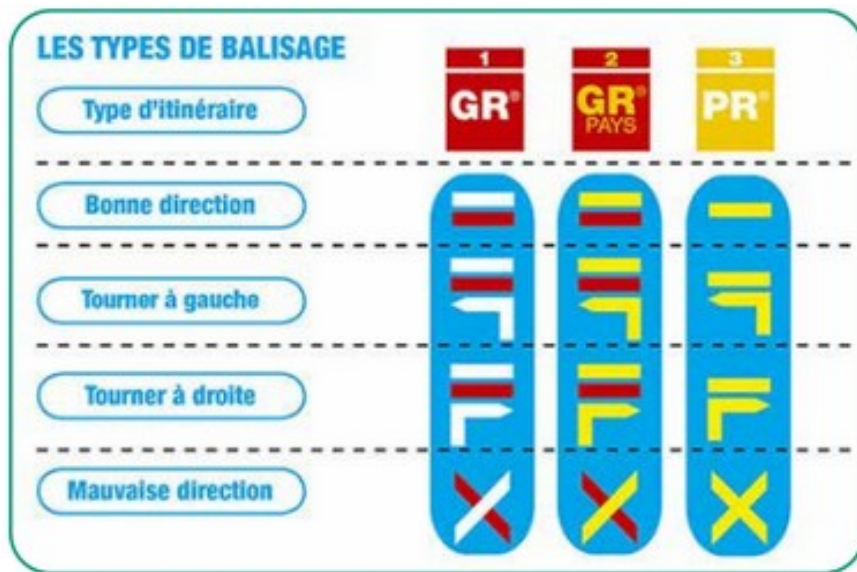 LES TYPES DE BALISAGE
1
2
3
Type d'itinéraire
GR®
GR®
PAYS
PR®
Bonne direction
Tourner à gauche
Tourner à droite
Mauvaise direction